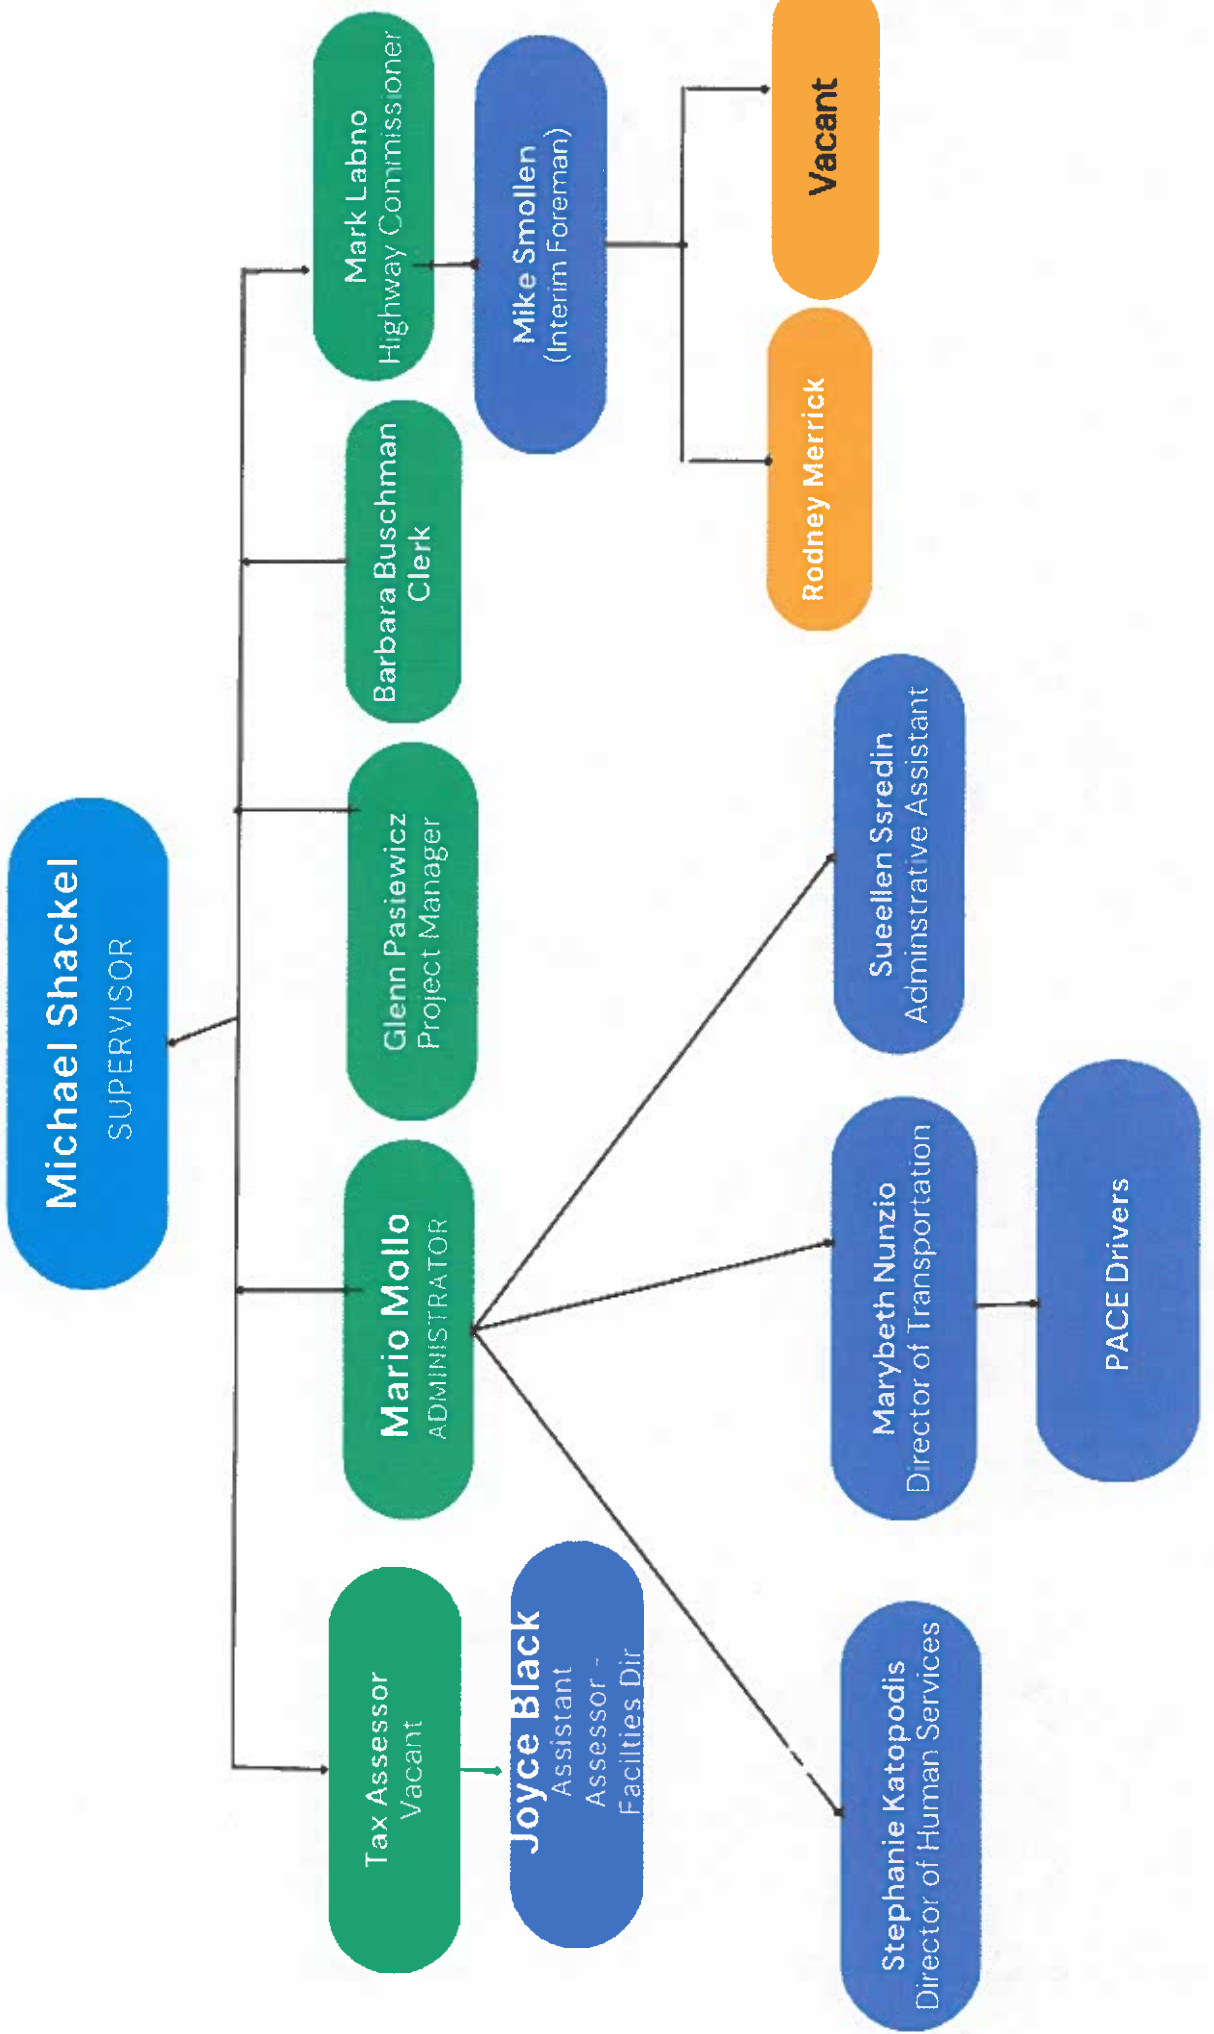 Michael Shackel
SUPERVISOR
Tax Assessor
Vacant
Mario Mollo
ADMINISTRATOR
Glenn Pasiewicz
Project Manager
Barbara Buschman
Clerk
Mark Labno
Highway Commissioner
Joyce Black
Assistant
Assessor -
Facilties Dir
Mike Smollen
(Interim Foreman)
Rodney Merrick
Vacant
Stephanie Katopodis
Director of Human Services
Marybeth Nunzio
Director of Transportation
Sueellen Ssredin
Adminstrative Assistant
PACE Drivers